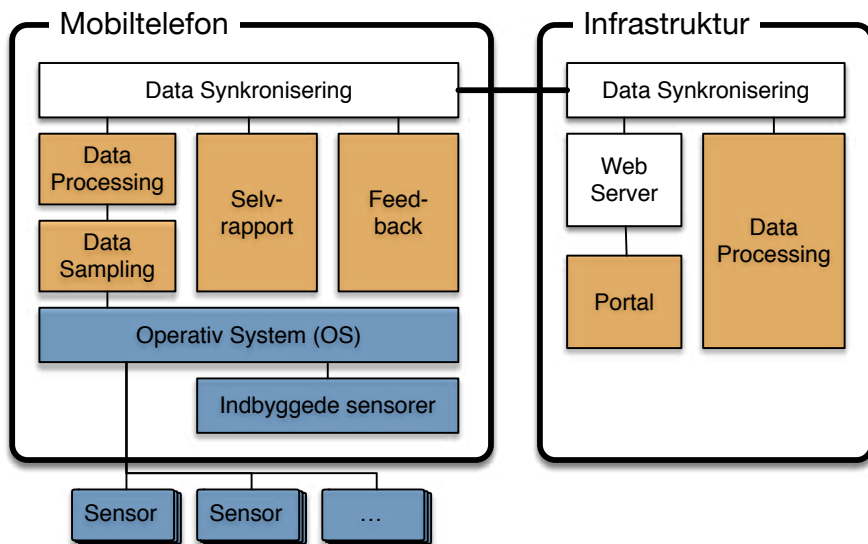 Mobiltelefon
Data Synkronisering
Data
Processing
Data
Sampling
Selv-
rapport
Feed-
back
Operativ System (OS)
Indbyggede sensorer
Sensor
Sensor
...
Infrastruktur
Data Synkronisering
Web
Server
Portal
Data
Processing